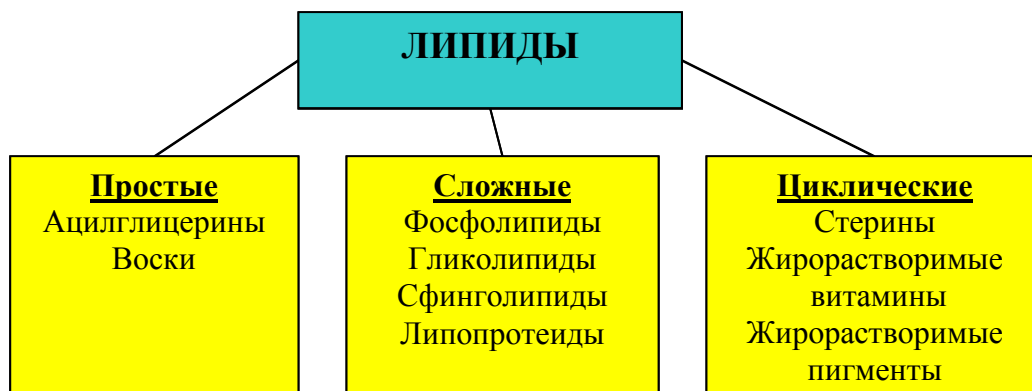 ЛИПИДЫ
Простые
Ацилглицерины
Воски
Сложные
Фосфолипиды
Гликолипиды
Сфинголипиды
Липопротеиды
Циклические
Стерины
Жирорастворимые
витамины
Жирорастворимые
пигменты